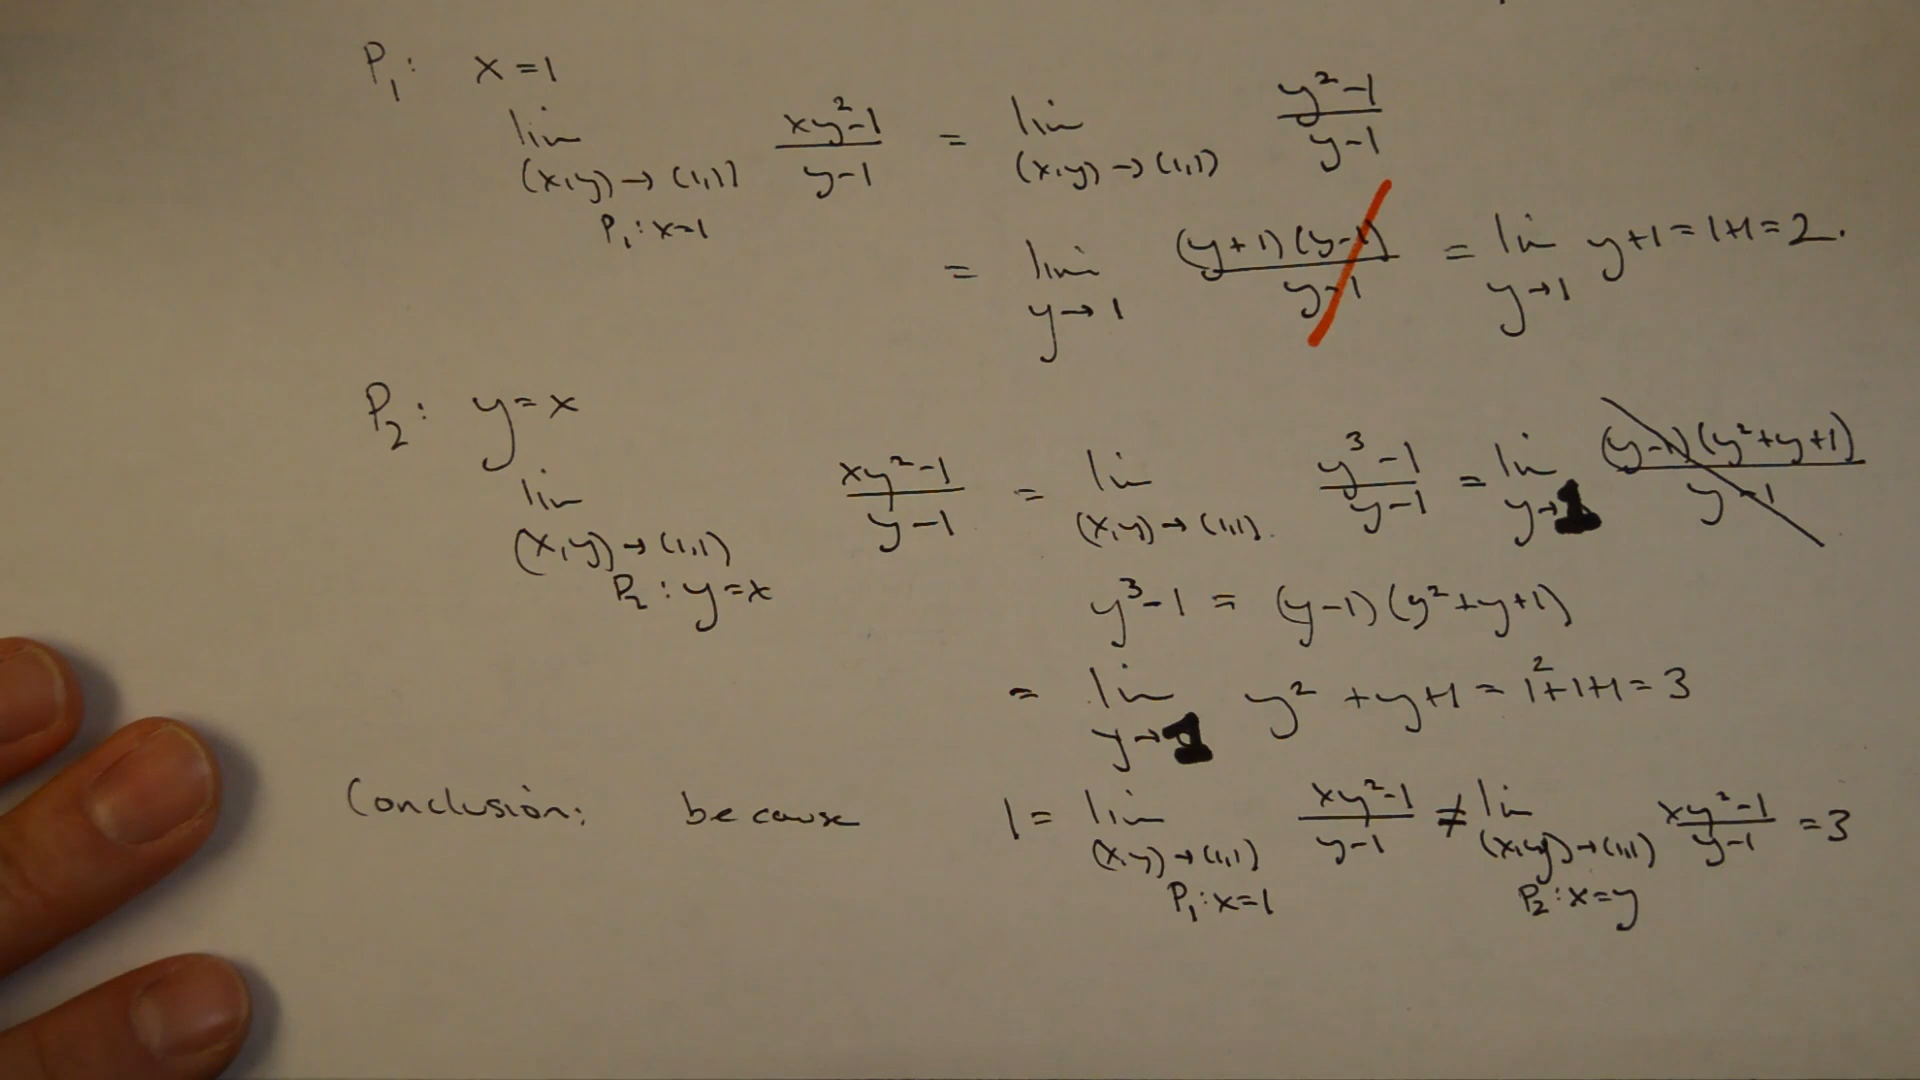 P₁: x=1
lim (x,y)→(1,1) P₁:x=1 (xy²-1)/(y-1) = lim (x,y)→(1,1) (y²-1)/(y-1)
= lim y→1 (y+1)(y-1)/(y-1) = lim y→1 y+1=1+1=2.
P₂: y=x
lim (x,y)→(1,1) P₂:y=x (xy²-1)/(y-1) = lim (x,y)→(1,1). (y³-1)/(y-1) = lim y→1 (y-1)(y²+y+1)/(y-1)
y³-1 = (y-1)(y²+y+1)
= lim y→1 y²+y+1 = 1²+1+1=3
Conclusion: because 1= lim (x,y)→(1,1) P₁:x=1 (xy²-1)/(y-1) ≠ lim (x,y)→(1,1) P₂:x=y (xy²-1)/(y-1) =3